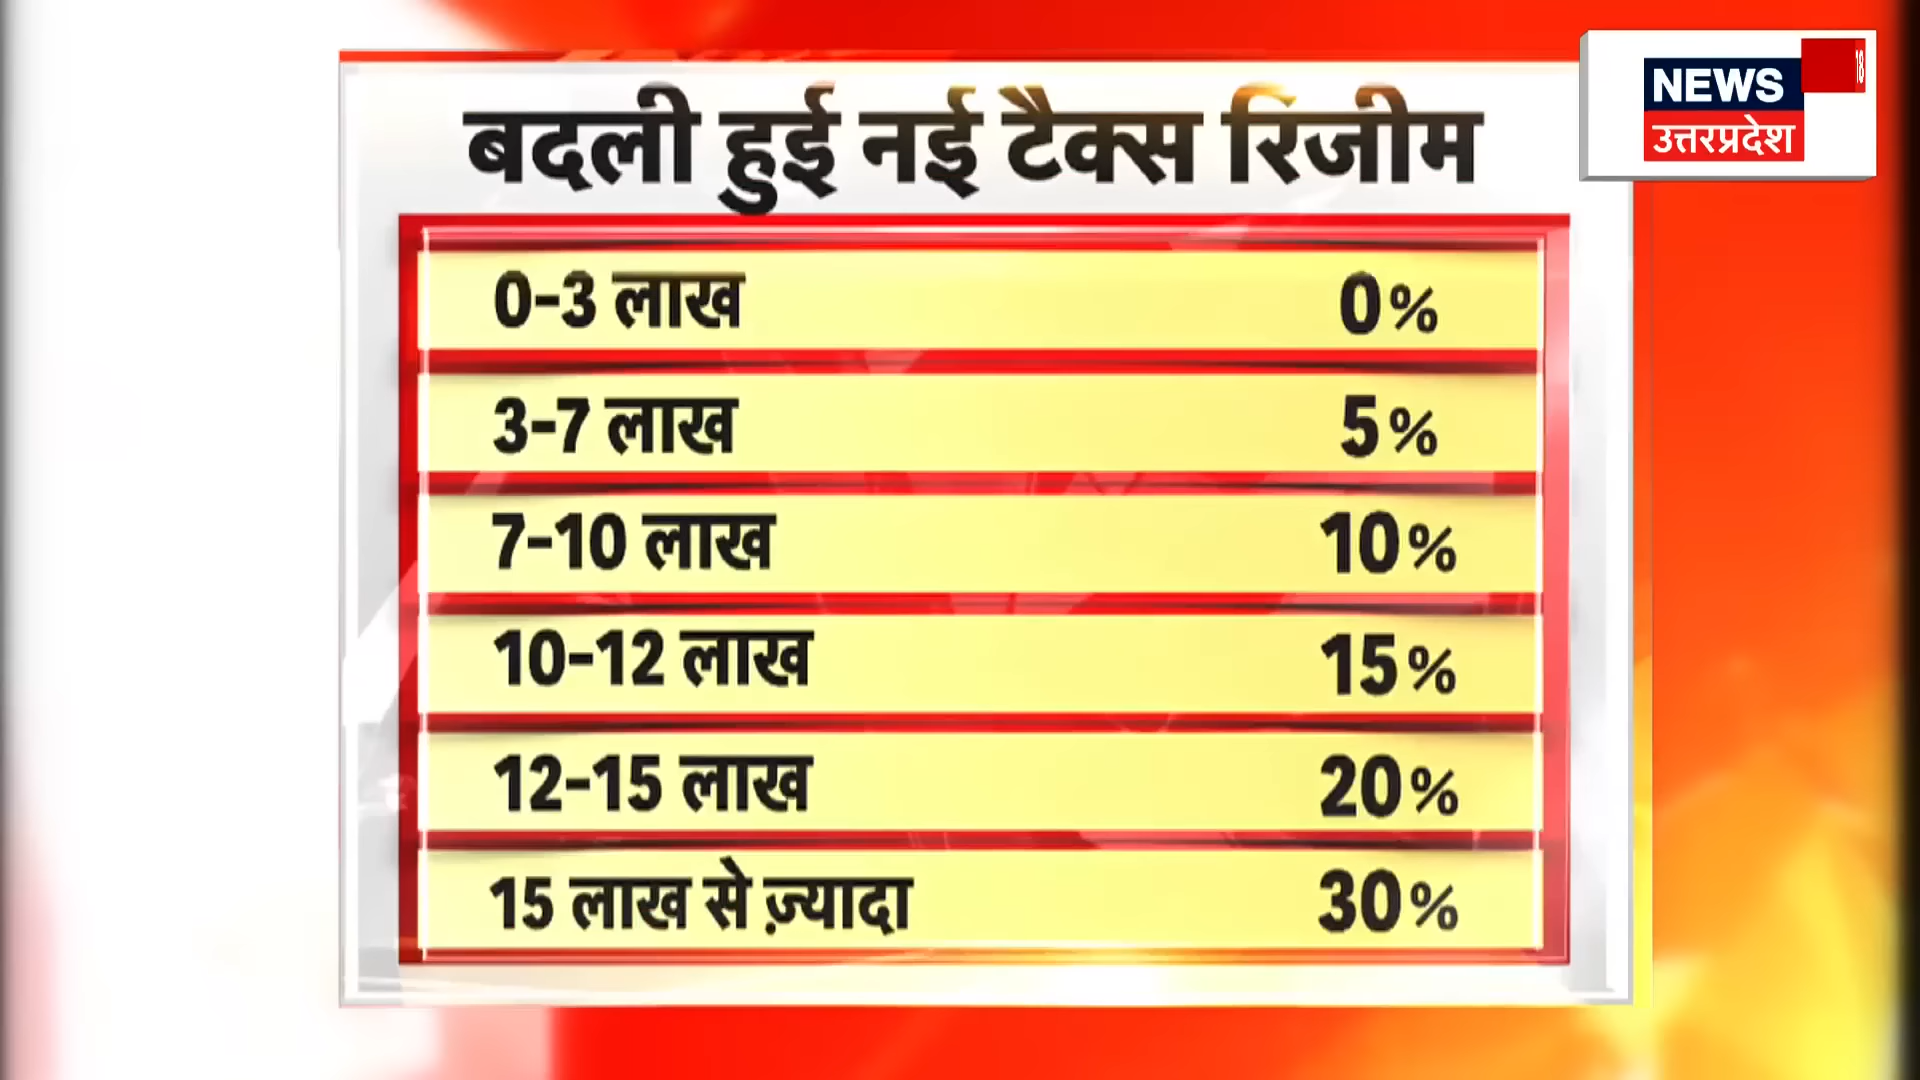 बदली हुई नई टैक्स रिजीम
NEWS 18
उत्तरप्रदेश
0-3 लाख 0%
3-7 लाख 5%
7-10 लाख 10%
10-12 लाख 15%
12-15 लाख 20%
15 लाख से ज़्यादा 30%